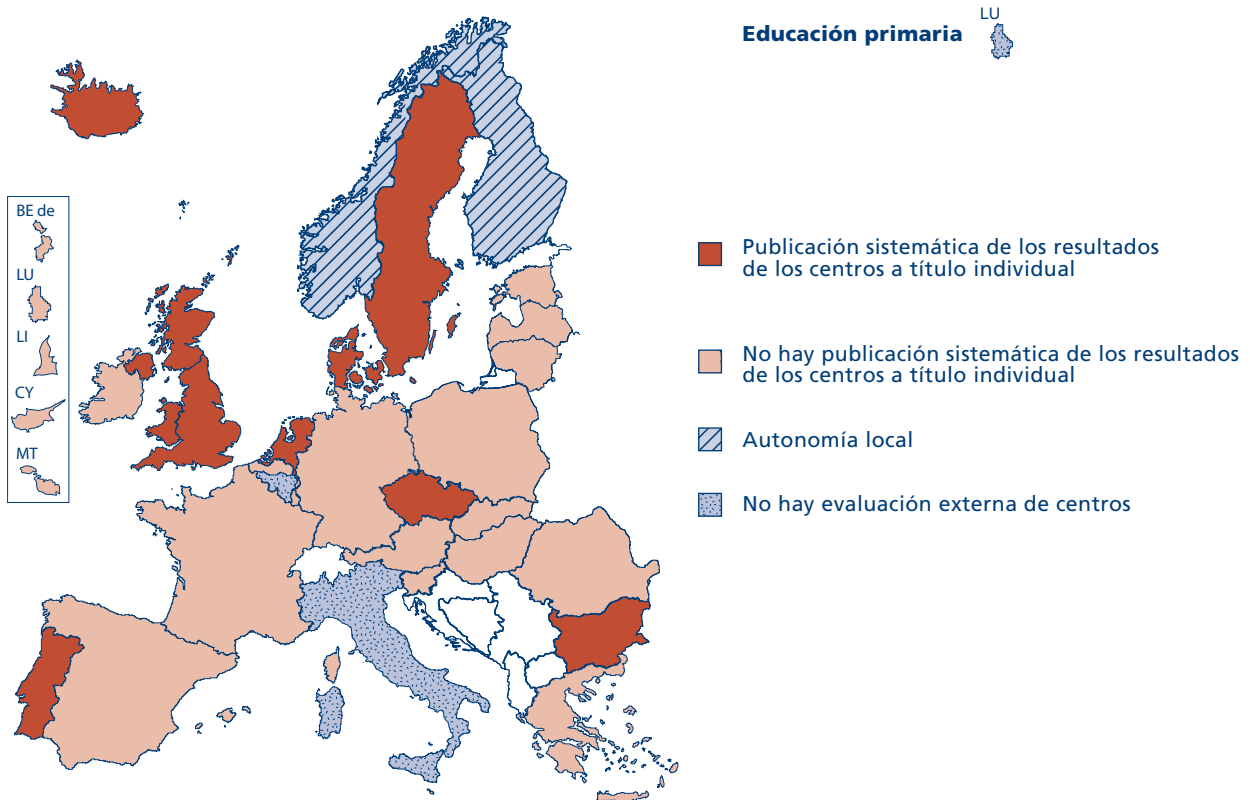 LU
Educación primaria
BE de
LU
LI
CY
MT
Publicación sistemática de los resultados
de los centros a título individual
No hay publicación sistemática de los resultados
de los centros a título individual
Autonomía local
No hay evaluación externa de centros